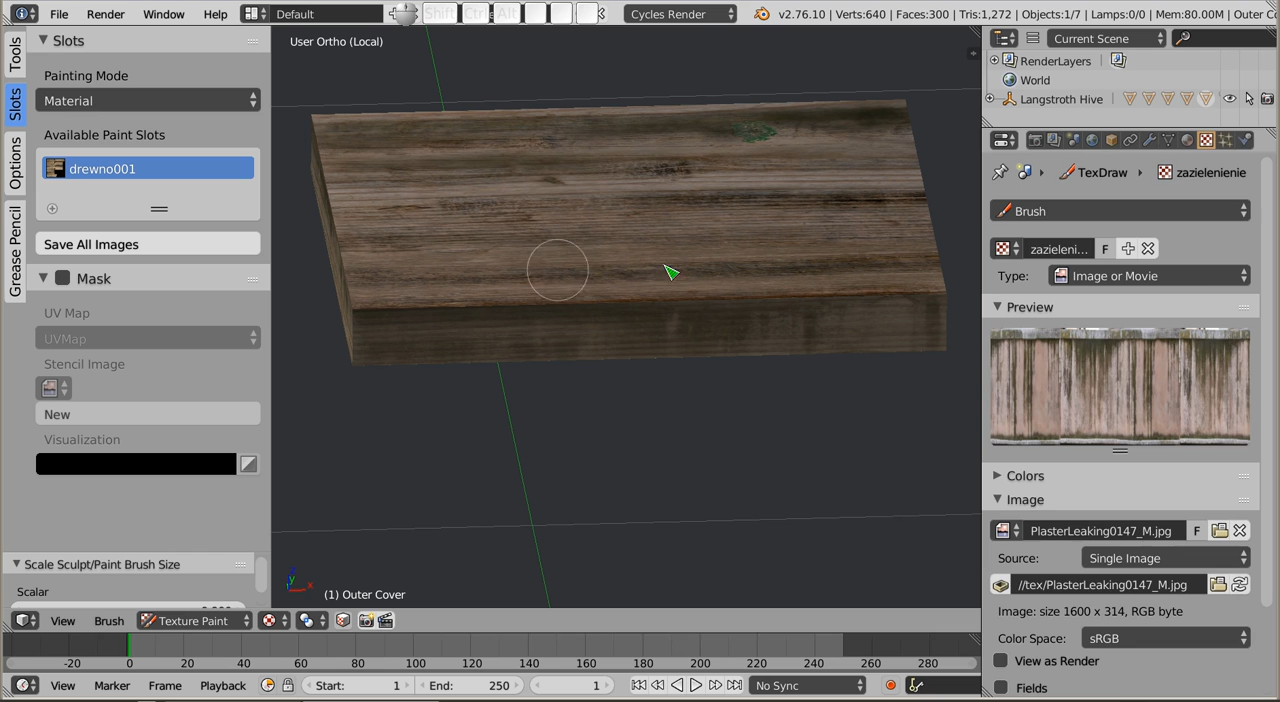 File Render Window Help Default Shift Ctrl Alt Cycles Render v2.76.10 | Verts:640 | Faces:300 | Tris:1,272 | Objects:1/7 | Lamps:0/0 | Mem:80.00M | Outer C
Tools
Slots
Options
Grease Pencil
Slots
Painting Mode
Material
Available Paint Slots
drewno001
Save All Images
Mask
UV Map
UVMap
Stencil Image
New
Visualization
Scale Sculpt/Paint Brush Size
Scalar
User Ortho (Local)
(1) Outer Cover
View Brush Texture Paint
-20 0 20 40 60 80 100 120 140 160 180 200 220 240 260 280
View Marker Frame Playback Start: 1 End: 250 1 No Sync
Current Scene
RenderLayers
World
Langstroth Hive
TexDraw zazielenienie
Brush
zazieleni... F
Type: Image or Movie
Preview
Colors
Image
PlasterLeaking0147_M.jpg F
Source: Single Image
//tex/PlasterLeaking0147_M.jpg
Image: size 1600 x 314, RGB byte
Color Space: sRGB
View as Render
Fields